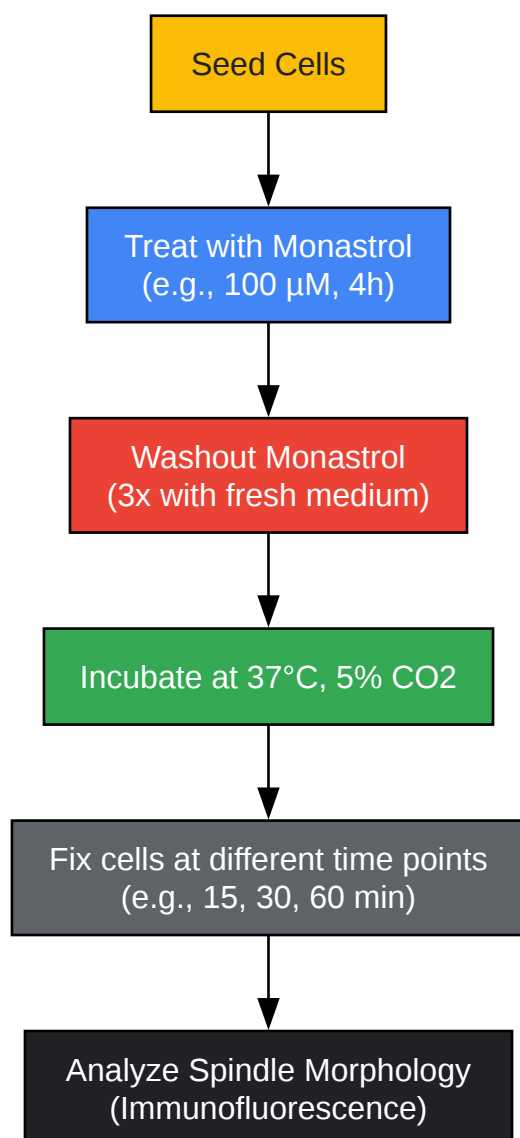 Seed Cells
Treat with Monastrol
(e.g., 100 µM, 4h)
Washout Monastrol
(3x with fresh medium)
Incubate at 37°C, 5% CO2
Fix cells at different time points
(e.g., 15, 30, 60 min)
Analyze Spindle Morphology
(Immunofluorescence)